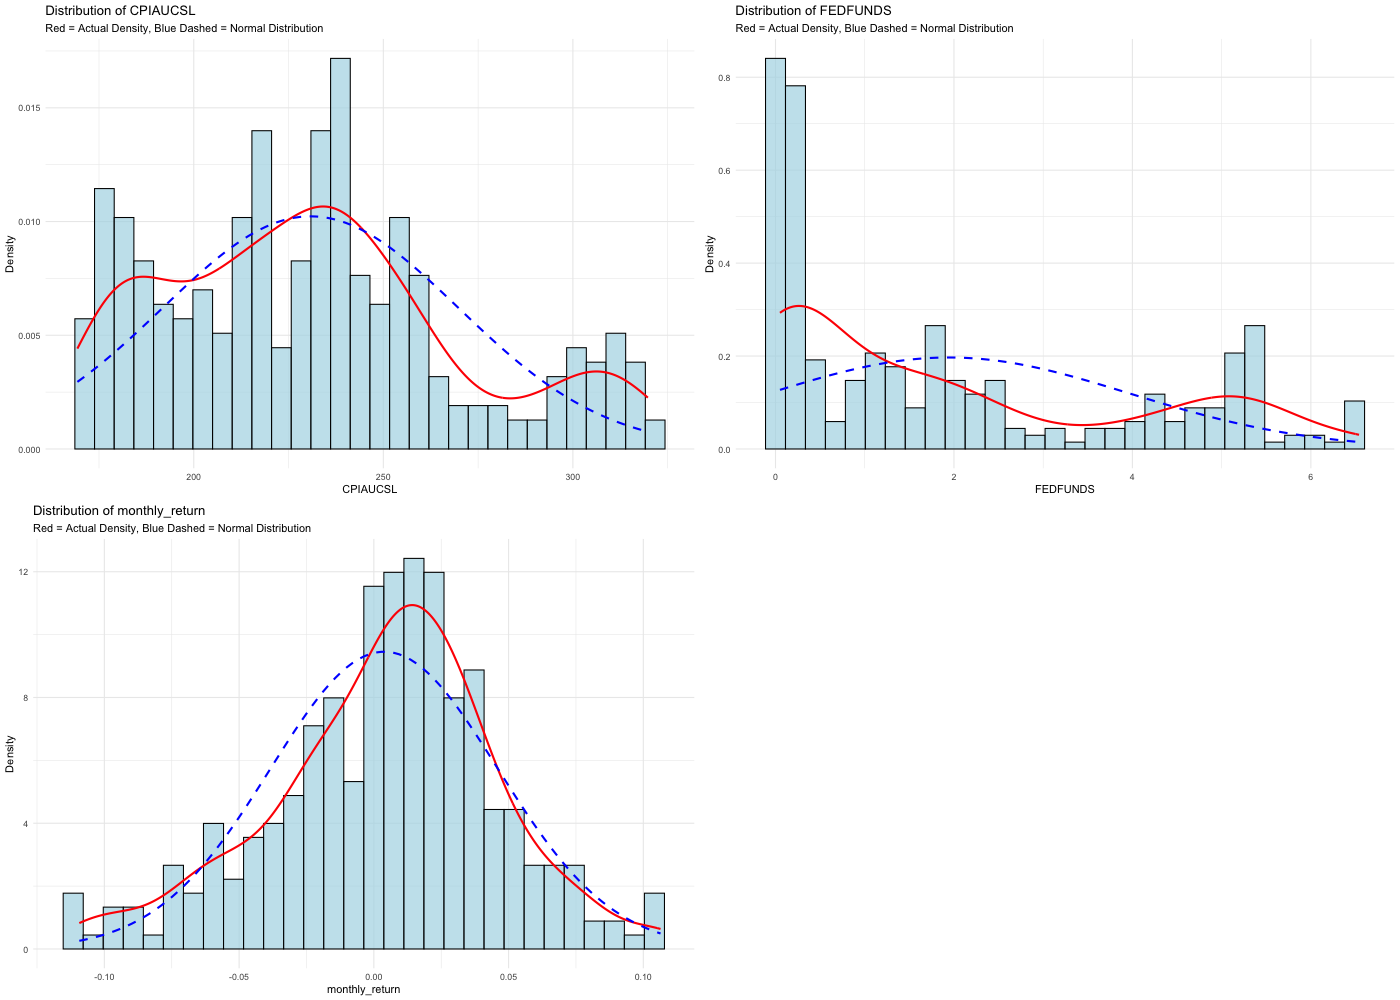 Distribution of CPIAUCSL
Red = Actual Density, Blue Dashed = Normal Distribution
0.015
0.010
0.005
0.000
Density
200
250
300
CPIAUCSL
Distribution of FEDFUNDS
Red = Actual Density, Blue Dashed = Normal Distribution
0.8
0.6
0.4
0.2
0.0
Density
0
2
4
6
FEDFUNDS
Distribution of monthly_return
Red = Actual Density, Blue Dashed = Normal Distribution
12
8
4
0
Density
-0.10
-0.05
0.00
0.05
0.10
monthly_return